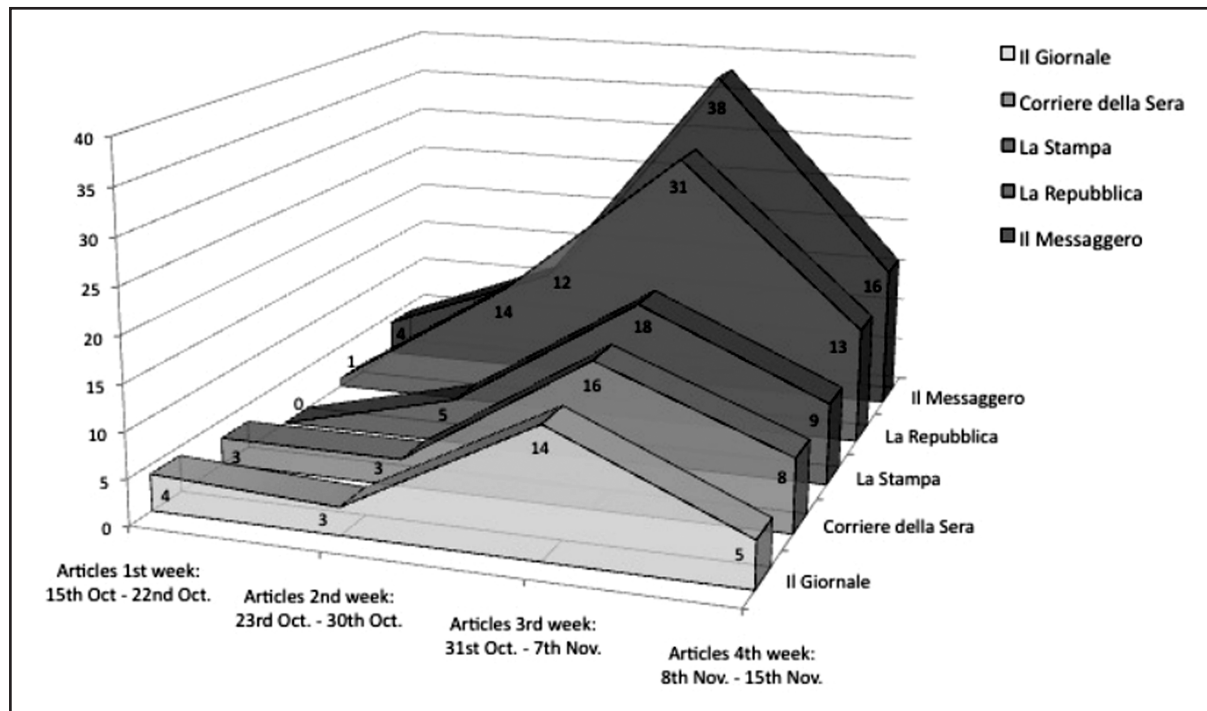 Il Giornale
Corriere della Sera
La Stampa
La Repubblica
Il Messaggero
40
35
30
25
20
15
10
5
0
38
31
12
14
16
4
18
13
1
16
0
5
9
14
3
3
8
4
3
5
Il Messaggero
La Repubblica
La Stampa
Corriere della Sera
Il Giornale
Articles 1st week:
15th Oct - 22nd Oct.
Articles 2nd week:
23rd Oct. - 30th Oct.
Articles 3rd week:
31st Oct. - 7th Nov.
Articles 4th week:
8th Nov. - 15th Nov.